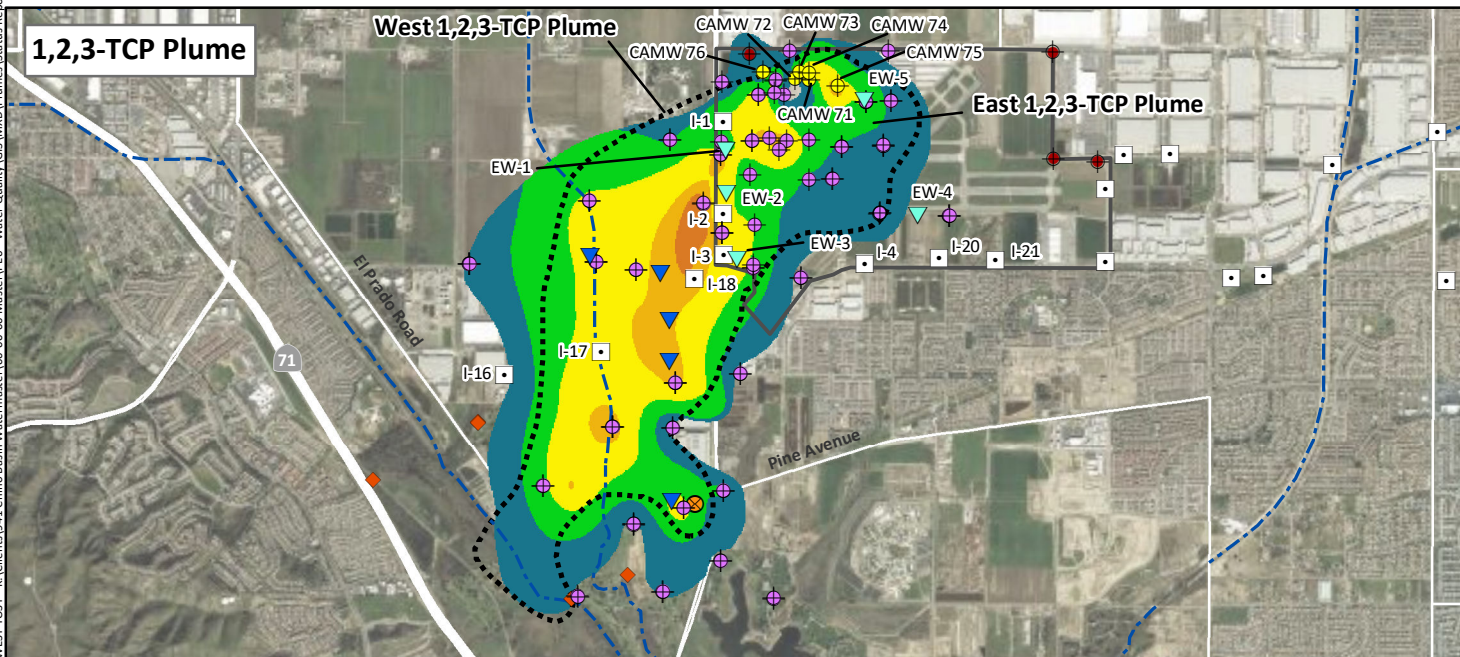 1,2,3-TCP Plume
West 1,2,3-TCP Plume
CAMW 72
CAMW 73
CAMW 74
CAMW 76
CAMW 75
EW-5
CAMW 71
East 1,2,3-TCP Plume
I-1
EW-1
EW-2
EW-4
I-2
EW-3
I-3
I-4
I-20
I-21
I-18
El Prado Road
I-17
71
I-16
Pine Avenue